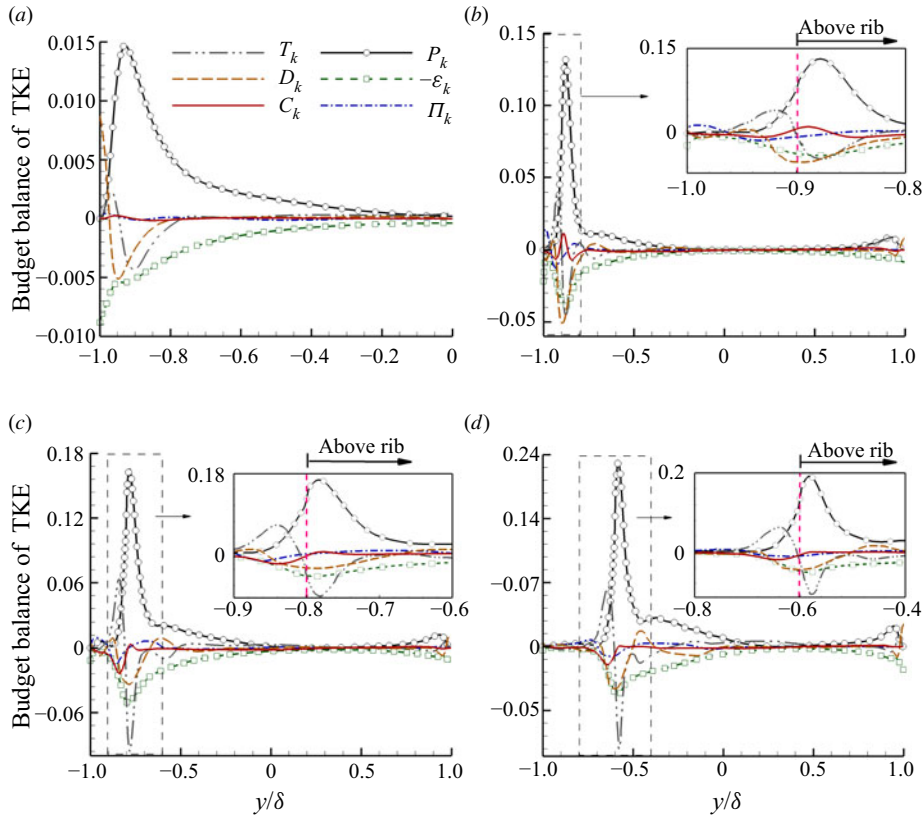 (a)
Budget balance of TKE
0.015
0.010
0.005
0
−0.005
−0.010
−1.0 −0.8 −0.6 −0.4 −0.2 0
T_k P_k
D_k −ε_k
C_k Π_k
(b)
0.15
0.10
0.05
0
−0.05
−1.0 −0.5 0 0.5 1.0
Above rib
0.15
0
−1.0 −0.9 −0.8
(c)
Budget balance of TKE
0.18
0.12
0.06
0
−0.06
−1.0 −0.5 0 0.5 1.0
y/δ
Above rib
0.18
0
−0.9 −0.8 −0.7 −0.6
(d)
0.24
0.14
−0.07
0
−0.05
−1.0 −0.5 0 0.5 1.0
y/δ
Above rib
0.2
0
−0.8 −0.6 −0.4